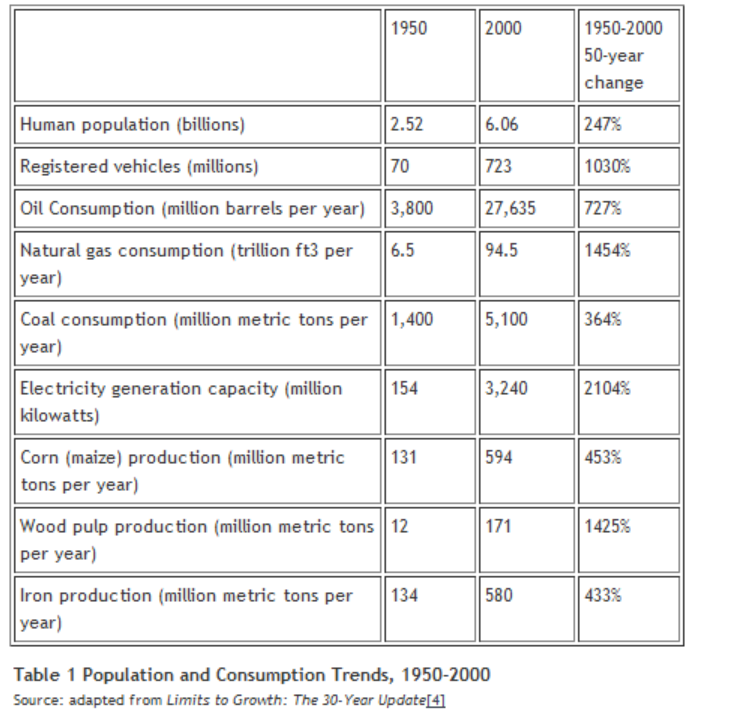 1950 2000 1950-2000
50-year
change
Human population (billions) 2.52 6.06 247%
Registered vehicles (millions) 70 723 1030%
Oil Consumption (million barrels per year) 3,800 27,635 727%
Natural gas consumption (trillion ft3 per 6.5 94.5 1454%
year)
Coal consumption (million metric tons per 1,400 5,100 364%
year)
Electricity generation capacity (million 154 3,240 2104%
kilowatts)
Corn (maize) production (million metric 131 594 453%
tons per year)
Wood pulp production (million metric tons 12 171 1425%
per year)
Iron production (million metric tons per 134 580 433%
year)
Table 1 Population and Consumption Trends, 1950-2000
Source: adapted from Limits to Growth: The 30-Year Update[4]